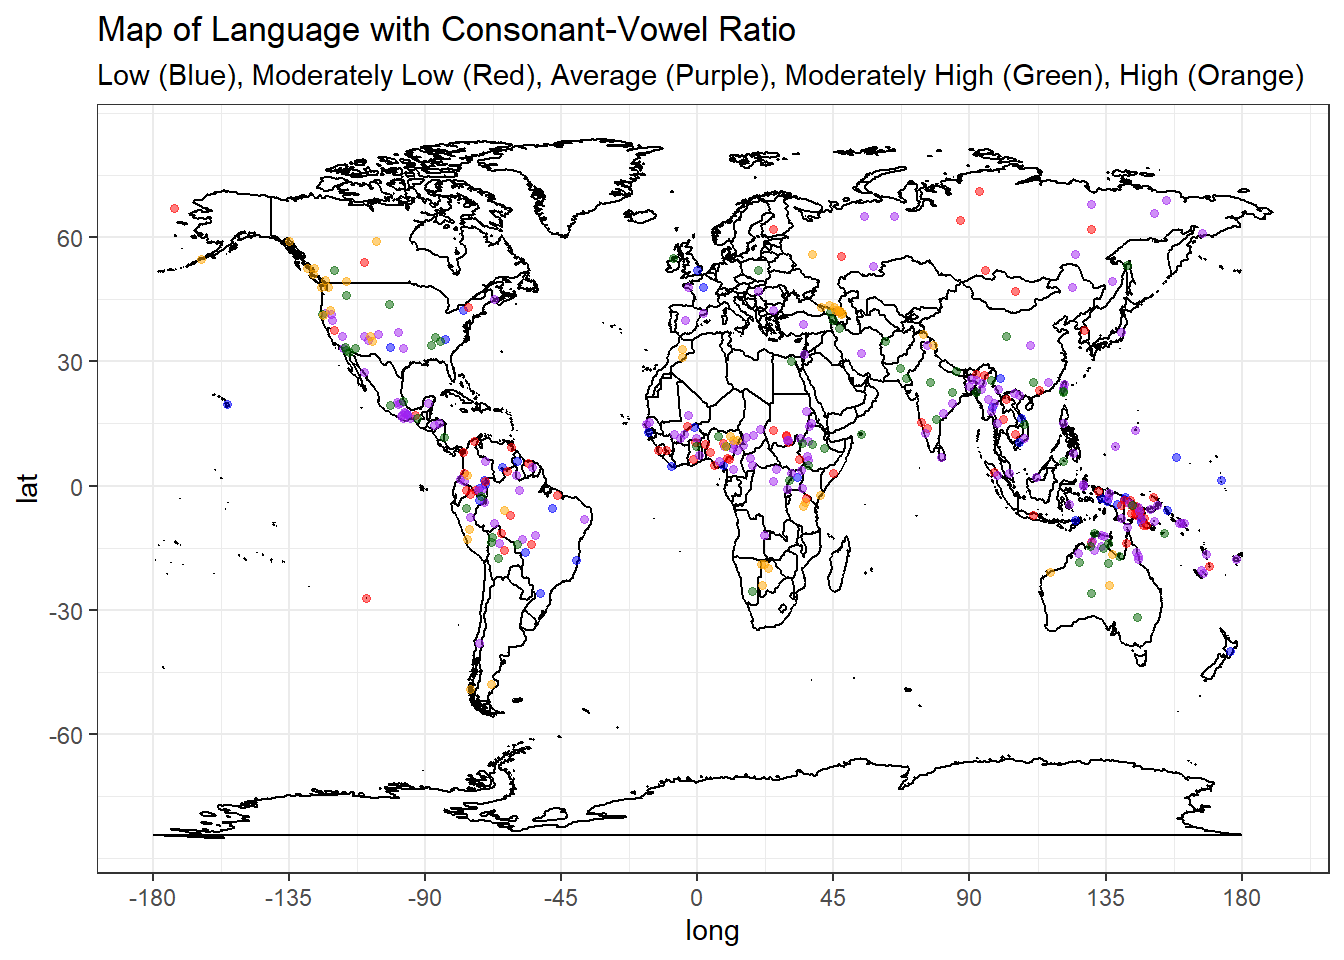 Map of Language with Consonant-Vowel Ratio
Low (Blue), Moderately Low (Red), Average (Purple), Moderately High (Green), High (Orange)
lat
60
30
0
-30
-60
-180 -135 -90 -45 0 45 90 135 180
long